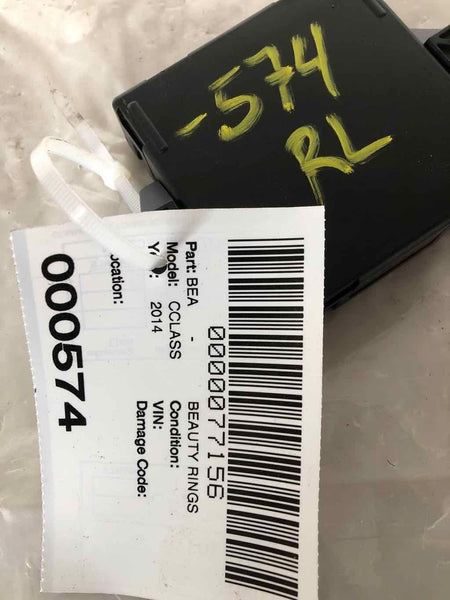 -574
RL
0000077156
Part: BEA - BEAUTY RINGS
Model: CCLASS Condition:
2014 VIN:
Damage Code:
ocation:
000574